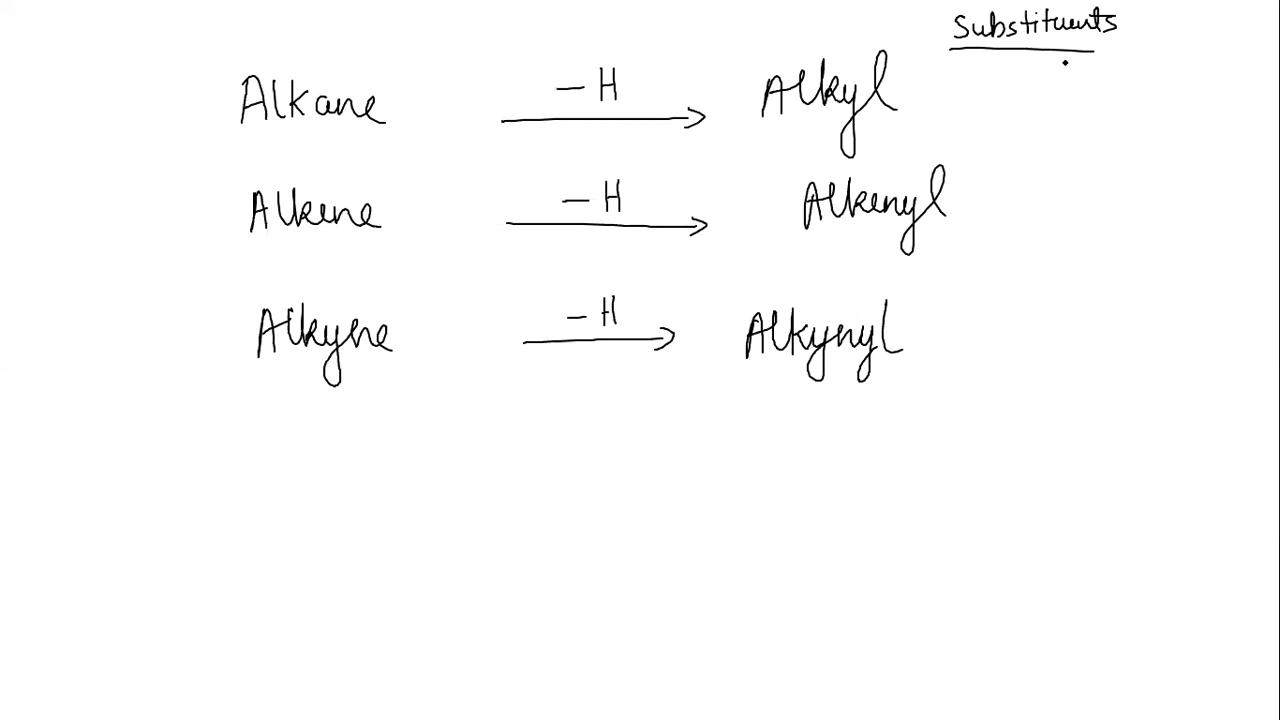 Substituents
Alkane - H Alkyl
Alkene - H Alkenyl
Alkyne - H Alkynyl